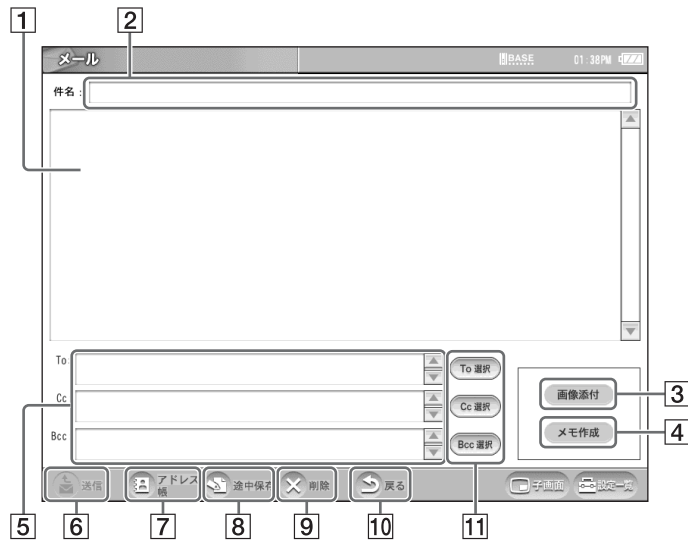 1 2
メール BASE 01:38PM
件名 :
To To 選択
Cc Cc 選択
Bcc Bcc 選択
画像添付 3
メモ作成 4
送信 アドレス帳 途中保存 削除 戻る 子画面 設定一覧
5 6 7 8 9 10 11